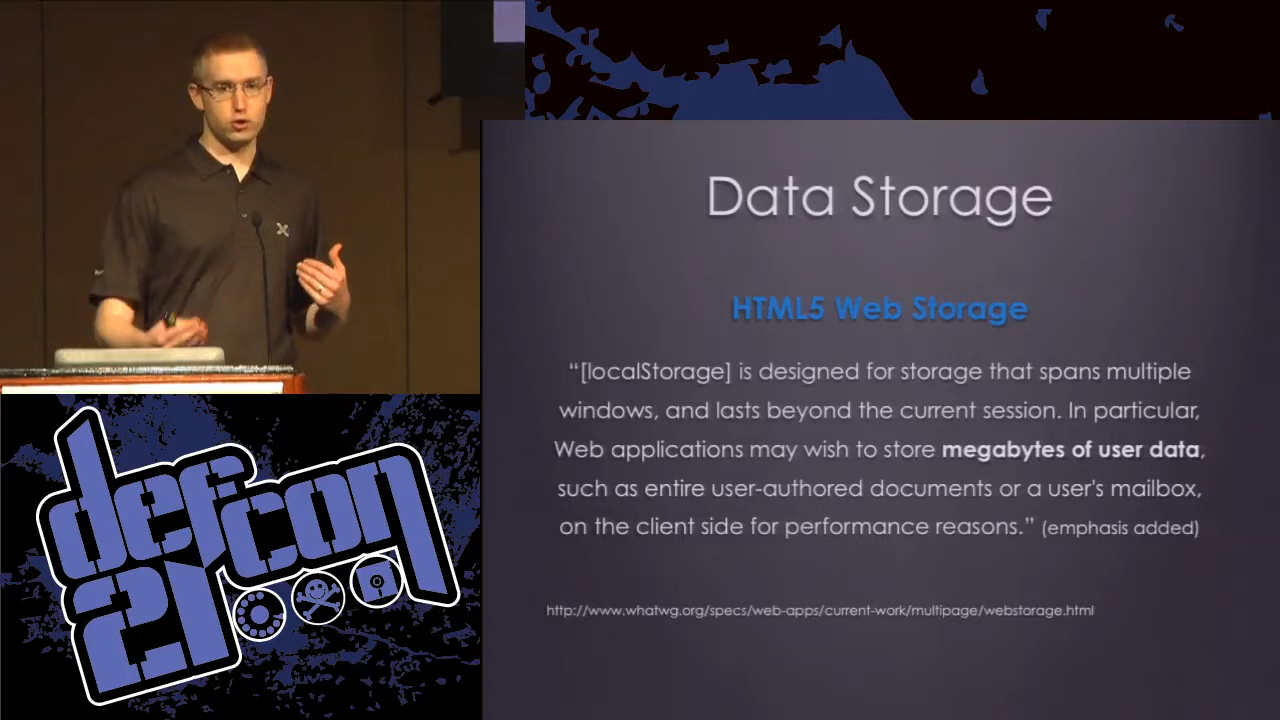 Data Storage
HTML5 Web Storage
“[localStorage] is designed for storage that spans multiple
windows, and lasts beyond the current session. In particular,
Web applications may wish to store megabytes of user data,
such as entire user-authored documents or a user's mailbox,
on the client side for performance reasons.” (emphasis added)
http://www.whatwg.org/specs/web-apps/current-work/multipage/webstorage.html
defcon
21